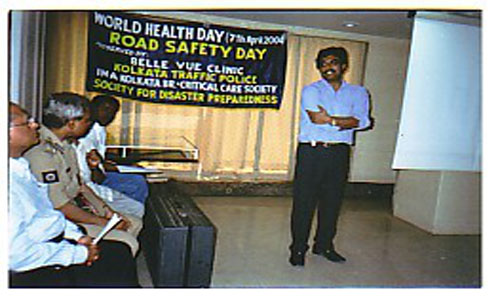 WORLD HEALTH DAY (7Th April 2004
ROAD SAFETY DAY
BELLE VUE CLINIC
KOLKATA TRAFFIC POLICE
IMA KOLKATA BR.-CRITICAL CARE SOCIETY
SOCIETY FOR DISASTER PREPAREDNESS